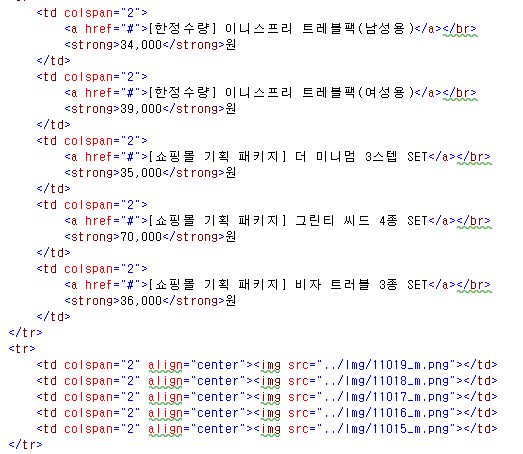 <td colspan="2">
<a href="#">[한정수량] 이니스프리 트레블팩(남성용)</a></br>
<strong>34,000</strong>원
</td>
<td colspan="2">
<a href="#">[한정수량] 이니스프리 트레블팩(여성용)</a></br>
<strong>39,000</strong>원
</td>
<td colspan="2">
<a href="#">[쇼핑몰 기획 패키지] 더 미니멈 3스텝 SET</a></br>
<strong>35,000</strong>원
</td>
<td colspan="2">
<a href="#">[쇼핑몰 기획 패키지] 그린티 씨드 4종 SET</a></br>
<strong>70,000</strong>원
</td>
<td colspan="2">
<a href="#">[쇼핑몰 기획 패키지] 비자 트러블 3종 SET</a></br>
<strong>36,000</strong>원
</td>
</tr>
<tr>
<td colspan="2" align="center"><img src="../Img/11019_m.png"></td>
<td colspan="2" align="center"><img src="../Img/11018_m.png"></td>
<td colspan="2" align="center"><img src="../Img/11017_m.png"></td>
<td colspan="2" align="center"><img src="../Img/11016_m.png"></td>
<td colspan="2" align="center"><img src="../Img/11015_m.png"></td>
</tr>